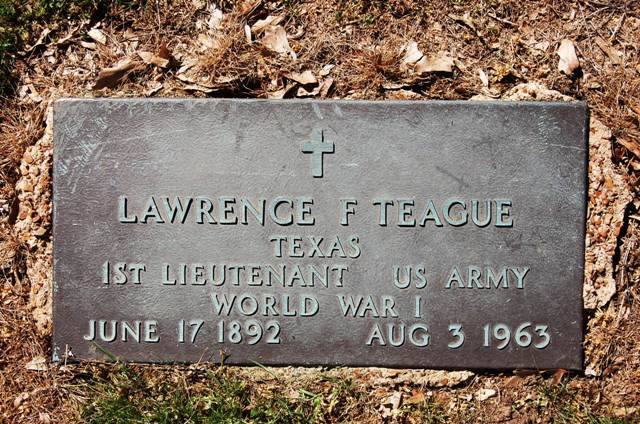 LAWRENCE F TEAGUE
TEXAS
1ST LIEUTENANT US ARMY
WORLD WAR I
JUNE 17 1892 AUG 3 1963